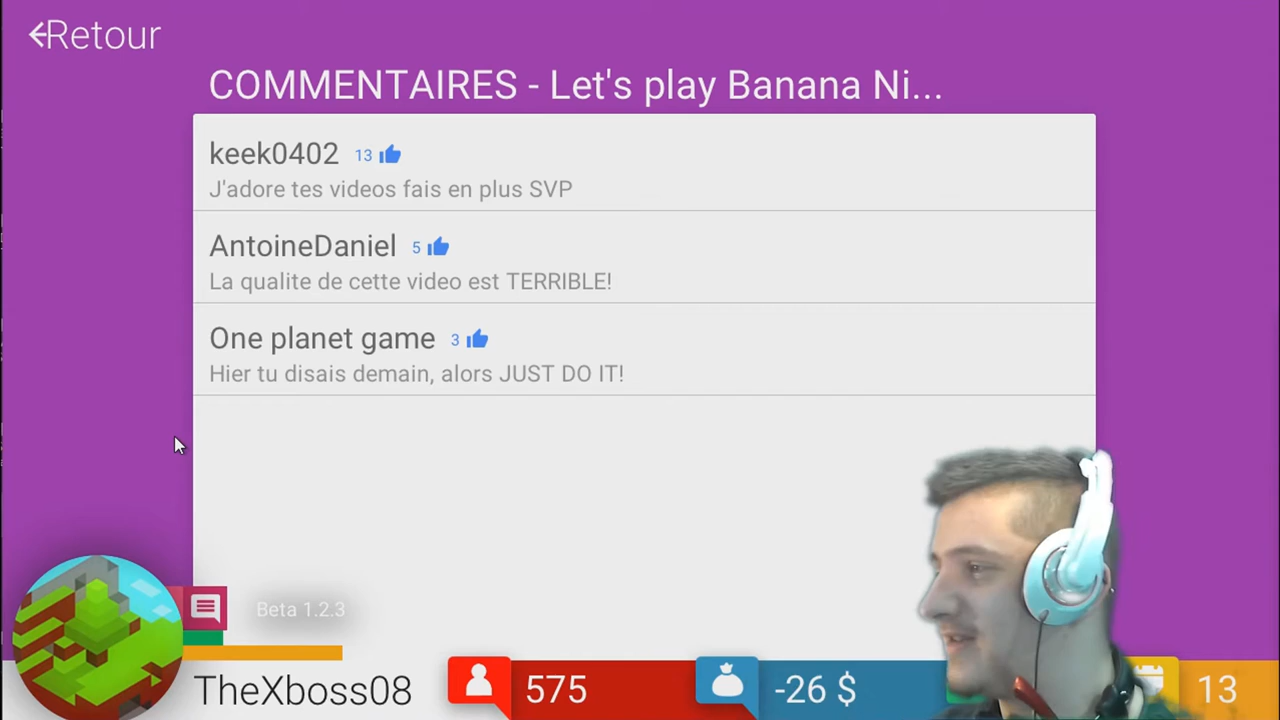 Retour
COMMENTAIRES - Let's play Banana Ni...
keek0402 13
J'adore tes videos fais en plus SVP
AntoineDaniel 5
La qualite de cette video est TERRIBLE!
One planet game 3
Hier tu disais demain, alors JUST DO IT!
Beta 1.2.3
TheXboss08
575
-26 $
13